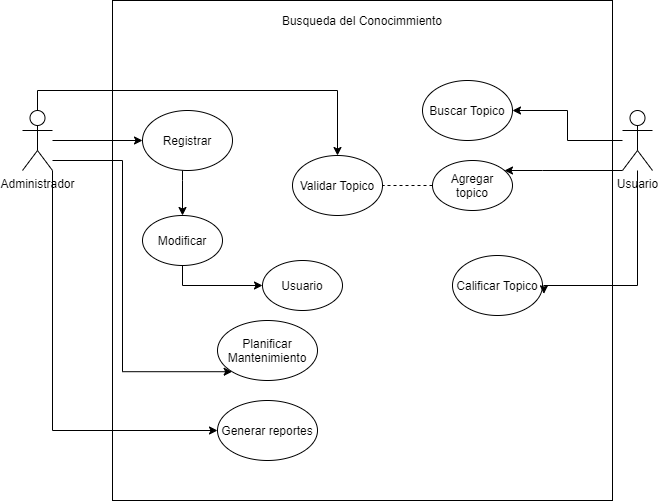 Busqueda del Conocimmiento
Buscar Topico
Registrar
Validar Topico
Agregar
topico
Administrador
Usuario
Modificar
Usuario
Calificar Topico
Planificar
Mantenimiento
Generar reportes